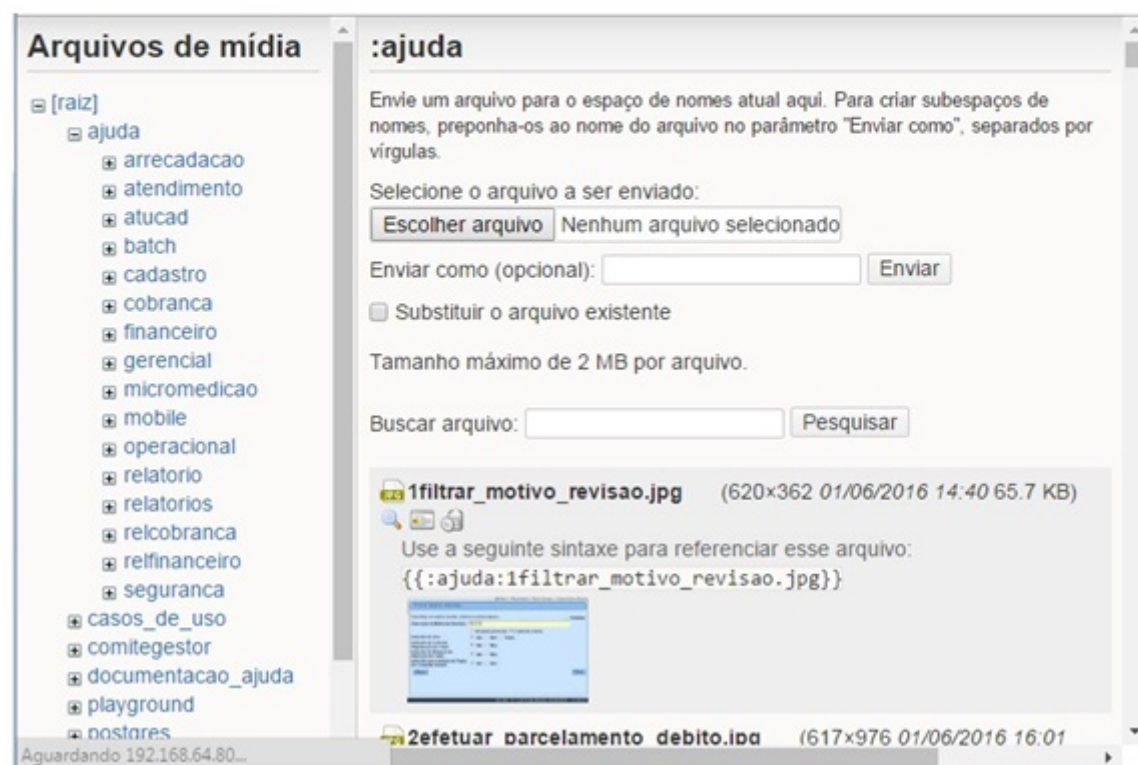 Arquivos de mídia
[raiz]
ajuda
arrecadacao
atendimento
atucad
batch
cadastro
cobranca
financeiro
gerencial
micromedicao
mobile
operacional
relatorio
relatorios
relcobranca
relfinanceiro
seguranca
casos_de_uso
comitegestor
documentacao_ajuda
playground
postgres
Aguardando 192.168.64.80...
:ajuda
Envie um arquivo para o espaço de nomes atual aqui. Para criar subespaços de
nomes, preponha-os ao nome do arquivo no parâmetro "Enviar como", separados por
vírgulas.
Selecione o arquivo a ser enviado:
Escolher arquivo Nenhum arquivo selecionado
Enviar como (opcional): Enviar
Substituir o arquivo existente
Tamanho máximo de 2 MB por arquivo.
Buscar arquivo: Pesquisar
1filtrar_motivo_revisao.jpg (620×362 01/06/2016 14:40 65.7 KB)
Use a seguinte sintaxe para referenciar esse arquivo:
{{:ajuda:1filtrar_motivo_revisao.jpg}}
2efetuar_parcelamento_debito.jpg (617×976 01/06/2016 16:01